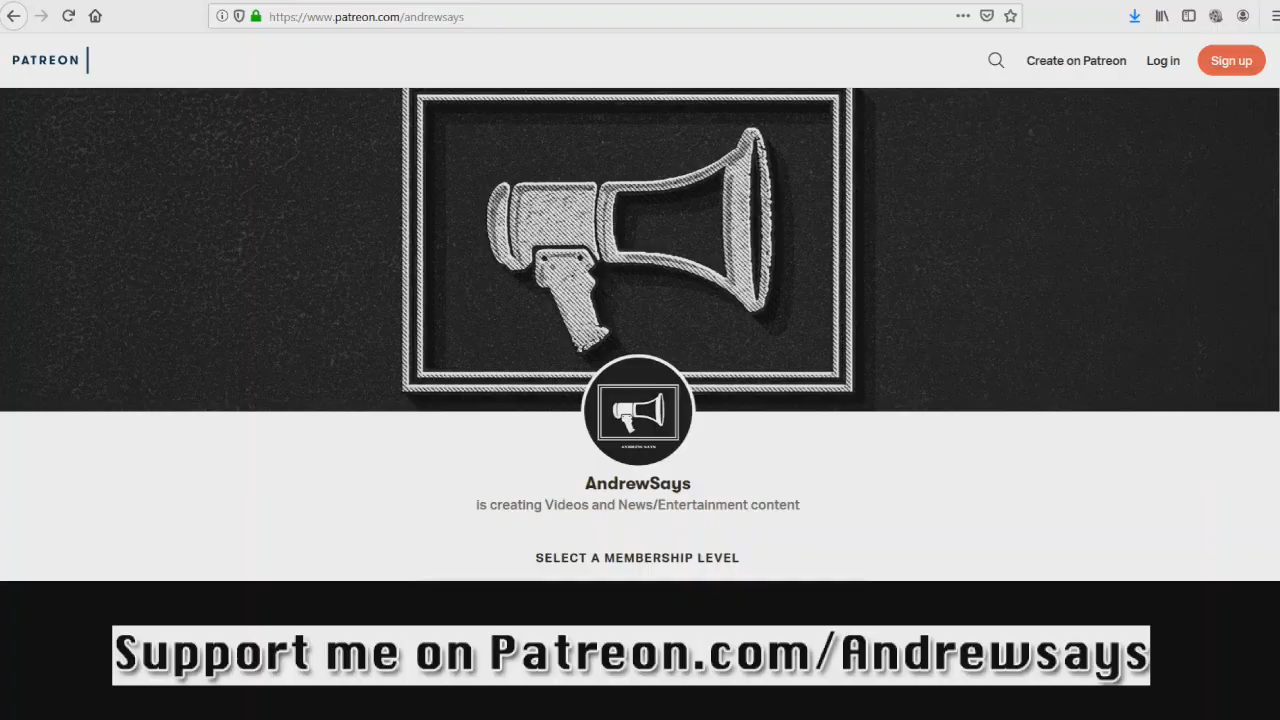 https://www.patreon.com/andrewsays
PATREON
Create on Patreon
Log in
Sign up
AndrewSays
is creating Videos and News/Entertainment content
SELECT A MEMBERSHIP LEVEL
Support me on Patreon.com/Andrewsays